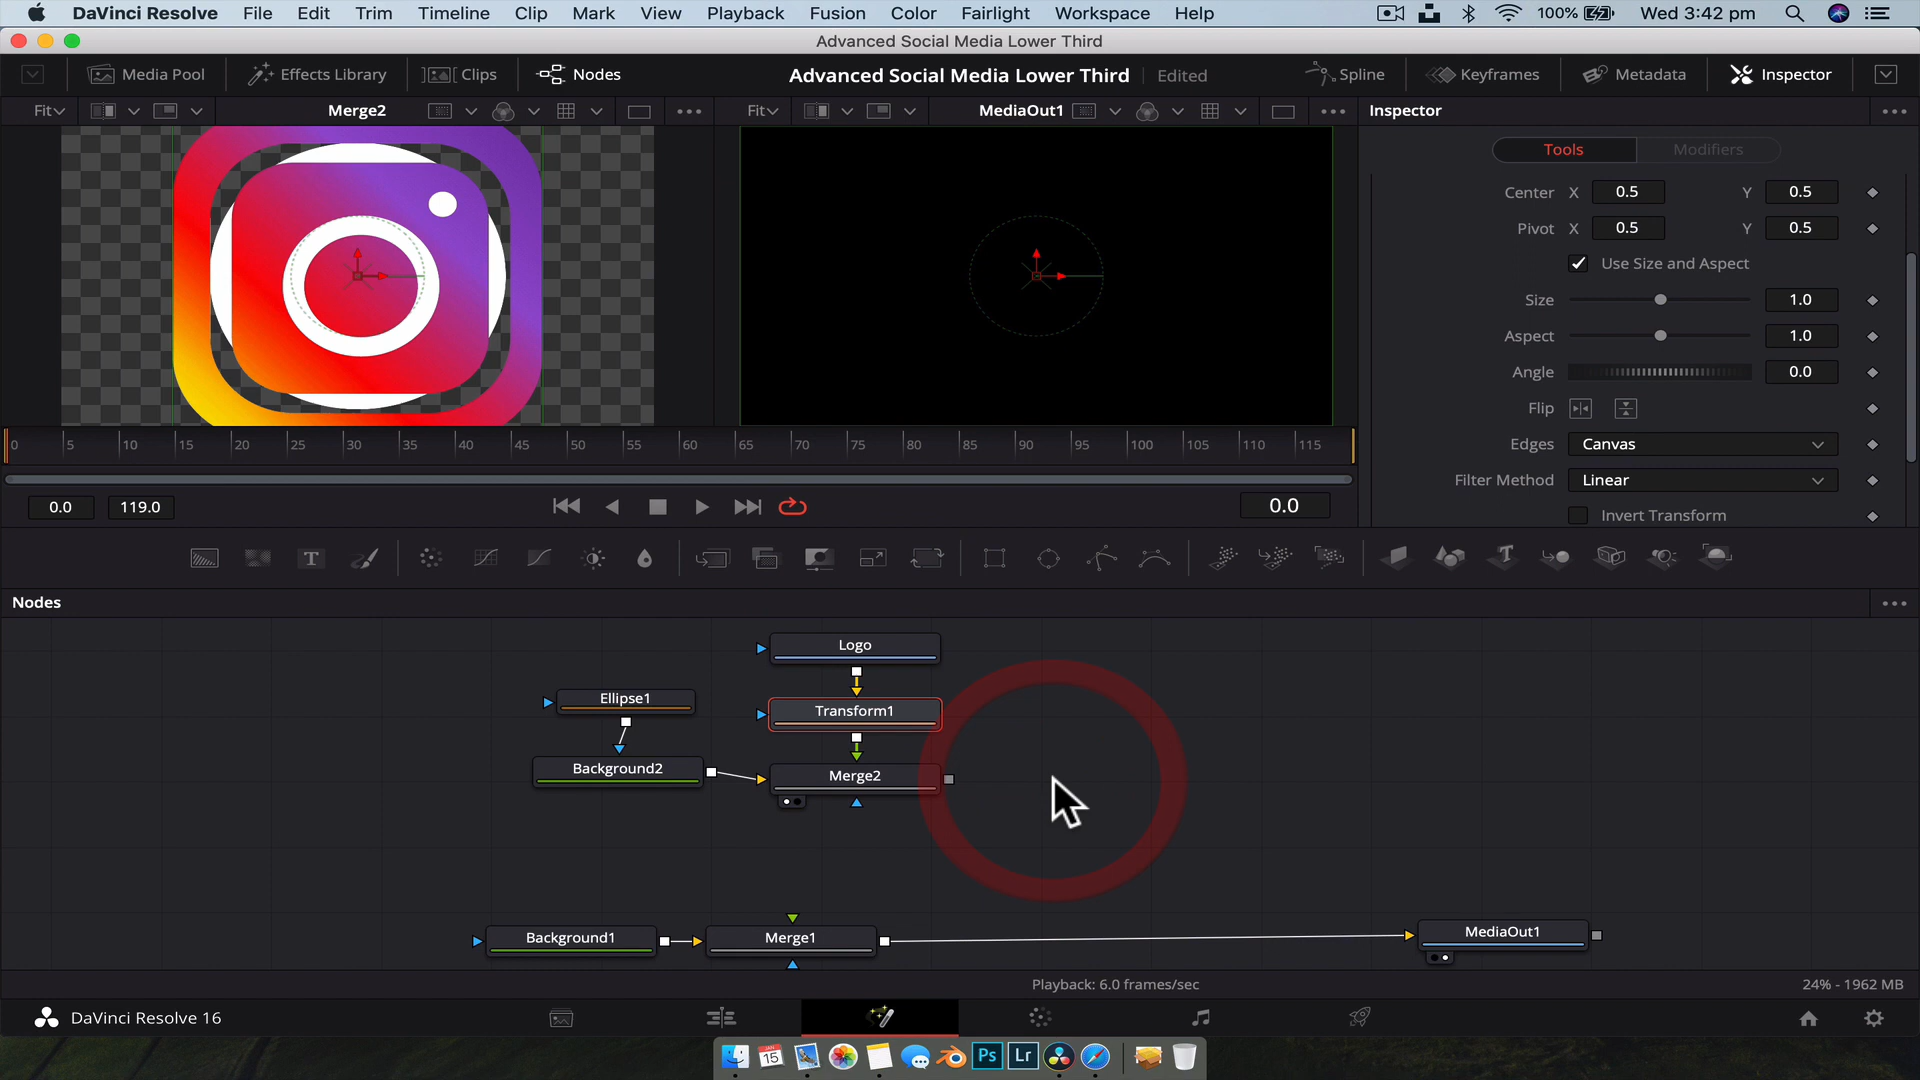 DaVinci Resolve File Edit Trim Timeline Clip Mark View Playback Fusion Color Fairlight Workspace Help 100% Wed 3:42 pm
Advanced Social Media Lower Third
Media Pool Effects Library Clips Nodes Advanced Social Media Lower Third Edited Spline Keyframes Metadata Inspector
Fit Merge2 Fit MediaOut1 Inspector
Tools Modifiers
Center X 0.5 Y 0.5
Pivot X 0.5 Y 0.5
Use Size and Aspect
Size 1.0
Aspect 1.0
Angle 0.0
Flip
Edges Canvas
Filter Method Linear
Invert Transform
0 5 10 15 20 25 30 35 40 45 50 55 60 65 70 75 80 85 90 95 100 105 110 115
0.0 119.0 0.0
T
Nodes
Logo
Ellipse1
Transform1
Background2
Merge2
Background1
Merge1
MediaOut1
Playback: 6.0 frames/sec 24% - 1962 MB
DaVinci Resolve 16
15 Ps Lr